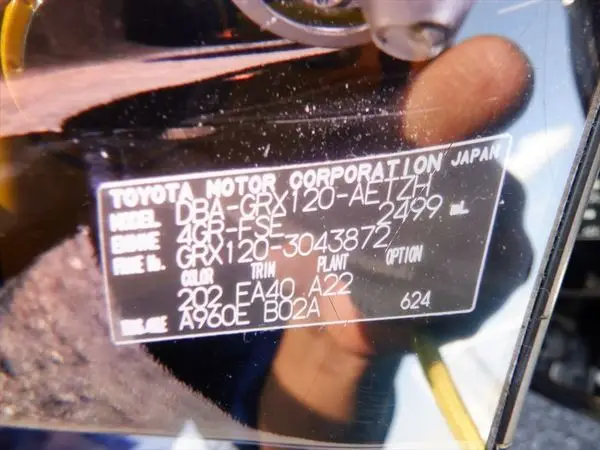 TOYOTA MOTOR CORPORATION JAPAN
MODEL DBA-GRX120-AETZH
ENGINE 4GR-FSE 2499 mL
FRAME No. GRX120-3043872
COLOR TRIM PLANT OPTION
202 EA40 A22
TRANS./AXLE A960E B02A 624